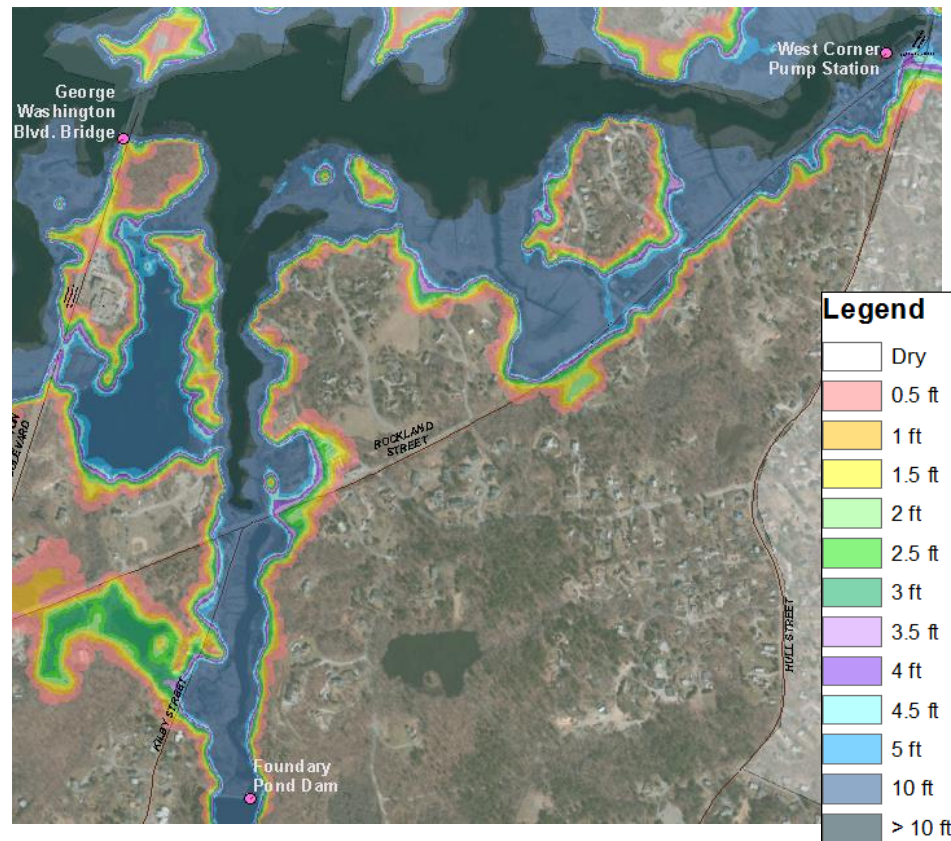 West Corner
Pump Station
George
Washington
Blvd. Bridge
Legend
Dry
0.5 ft
1 ft
1.5 ft
2 ft
2.5 ft
3 ft
3.5 ft
4 ft
4.5 ft
5 ft
10 ft
> 10 ft
ROCKLAND
STREET
HULL STREET
KILBY STREET
Foundary
Pond Dam